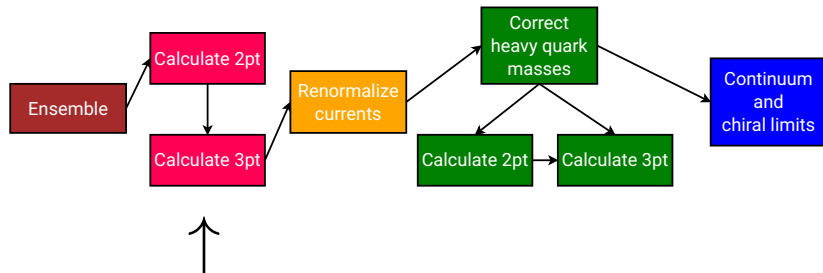 Ensemble
Calculate 2pt
Calculate 3pt
Renormalize
currents
Correct
heavy quark
masses
Calculate 2pt
Calculate 3pt
Continuum
and
chiral limits